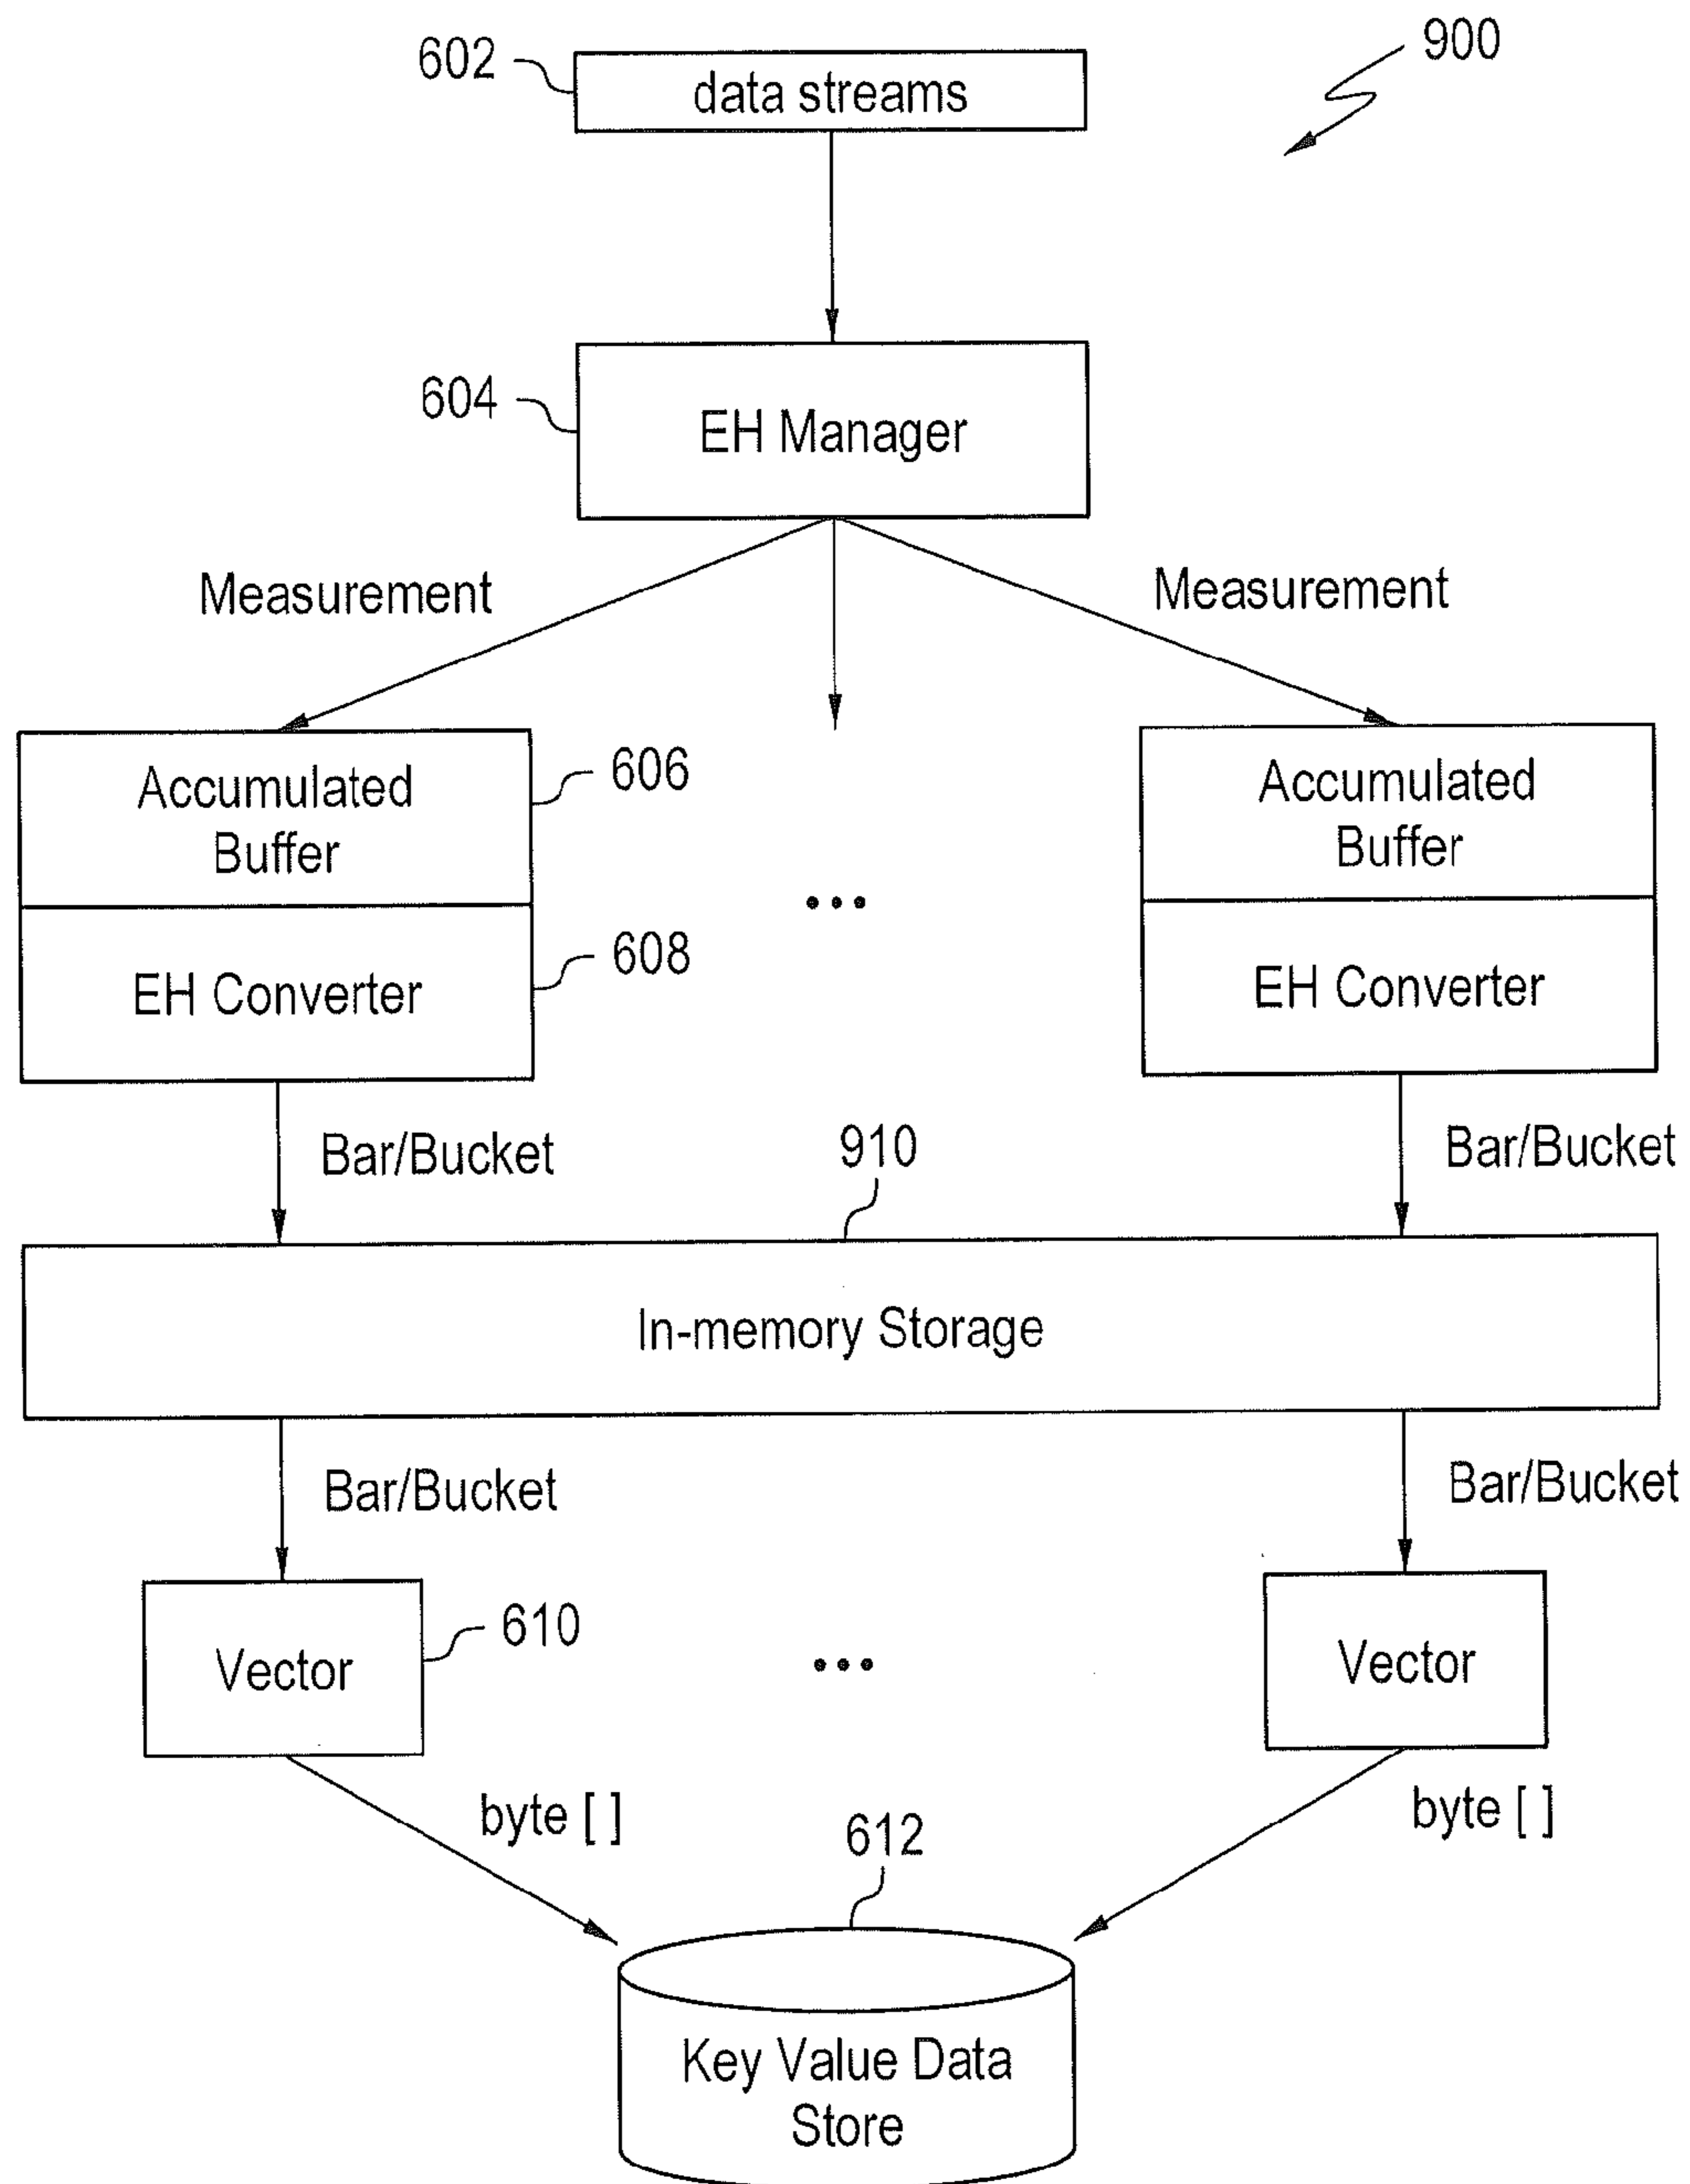 602
data streams
900
604
EH Manager
Measurement
Measurement
Accumulated
Buffer
606
Accumulated
Buffer
EH Converter
608
EH Converter
Bar/Bucket
910
Bar/Bucket
In-memory Storage
Bar/Bucket
Bar/Bucket
Vector
610
Vector
byte [ ]
byte [ ]
612
Key Value Data
Store